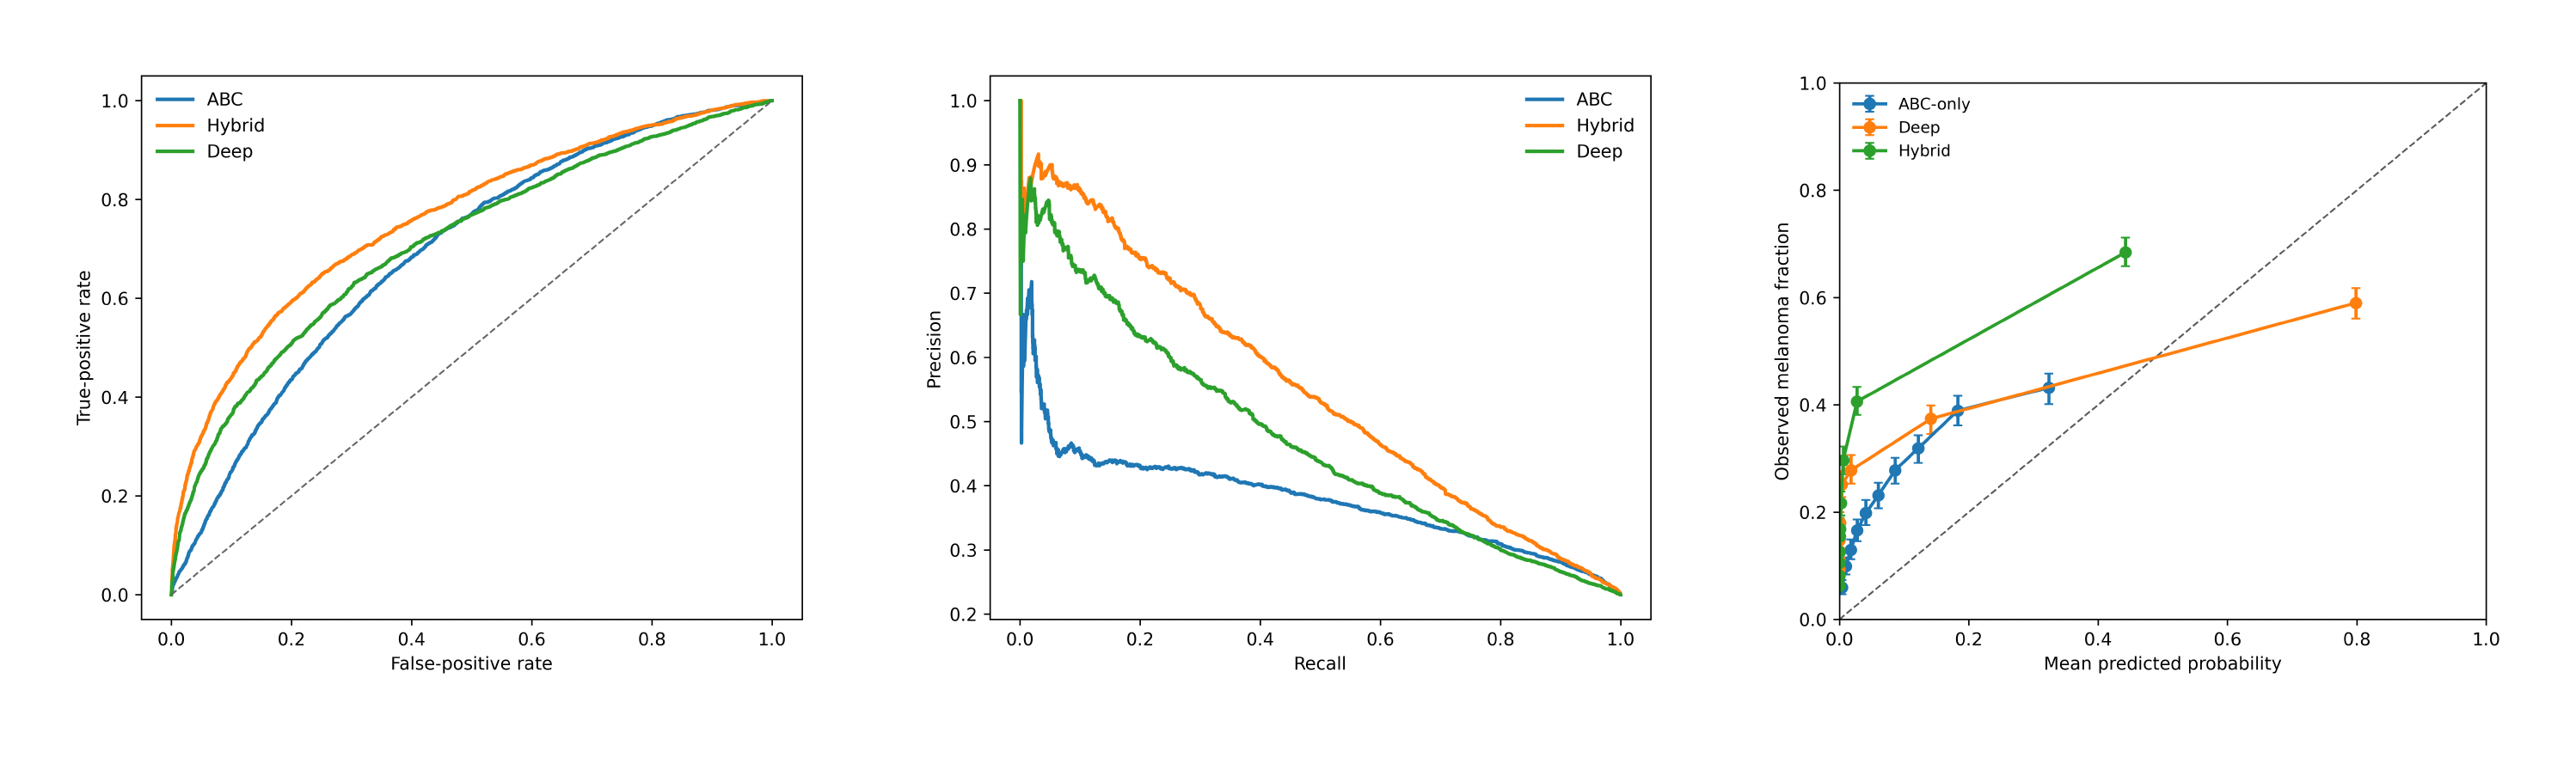 ABC
Hybrid
Deep
1.0
0.8
0.6
0.4
0.2
0.0
True-positive rate
0.0 0.2 0.4 0.6 0.8 1.0
False-positive rate
ABC
Hybrid
Deep
1.0
0.9
0.8
0.7
0.6
0.5
0.4
0.3
0.2
Precision
0.0 0.2 0.4 0.6 0.8 1.0
Recall
ABC-only
Deep
Hybrid
1.0
0.8
0.6
0.4
0.2
0.0
Observed melanoma fraction
0.0 0.2 0.4 0.6 0.8 1.0
Mean predicted probability